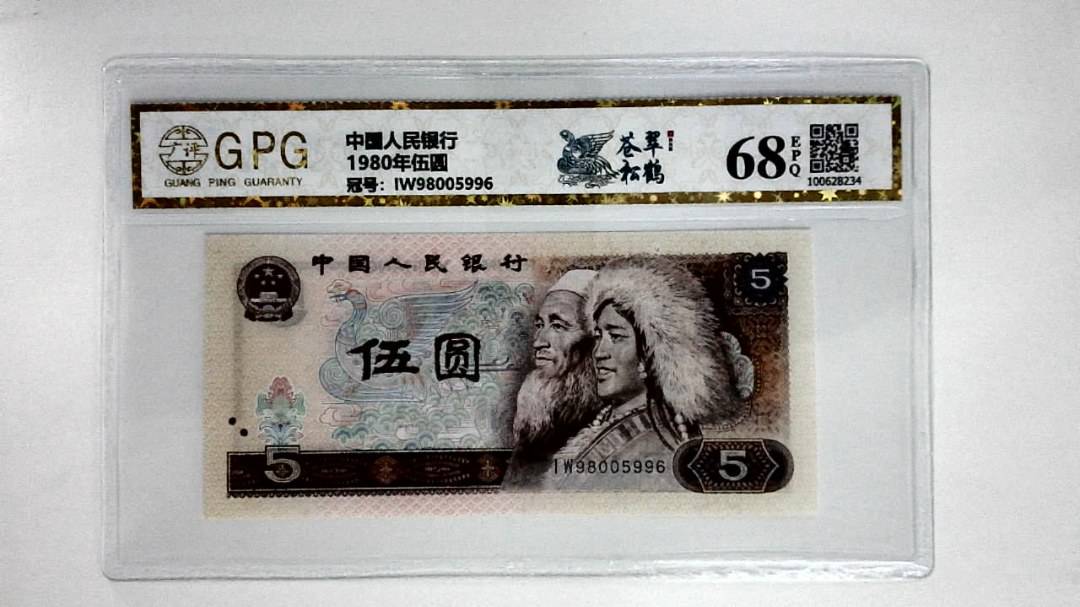 广评
GPG
GUANG PING GUARANTY
中国人民银行
1980年伍圆
冠号：IW98005996
苍松
翠鹤
68
EPQ
100628234
中国人民银行
5
伍圆
5
IW98005996
5